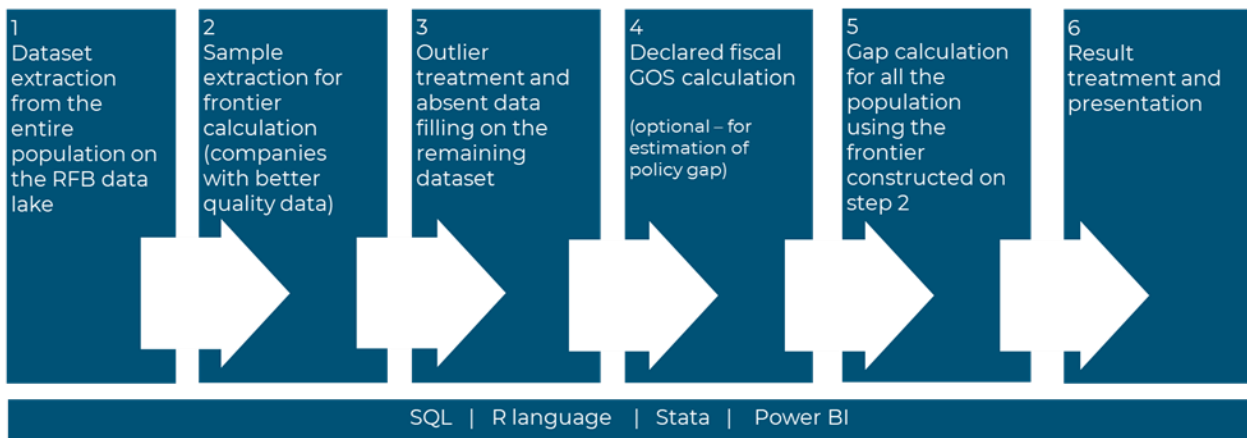 1
Dataset
extraction
from the
entire
population on
the RFB data
lake
2
Sample
extraction for
frontier
calculation
(companies
with better
quality data)
3
Outlier
treatment and
absent data
filling on the
remaining
dataset
4
Declared fiscal
GOS calculation
(optional – for
estimation of
policy gap)
5
Gap calculation
for all the
population
using the
frontier
constructed on
step 2
6
Result
treatment and
presentation
SQL | R language | Stata | Power BI